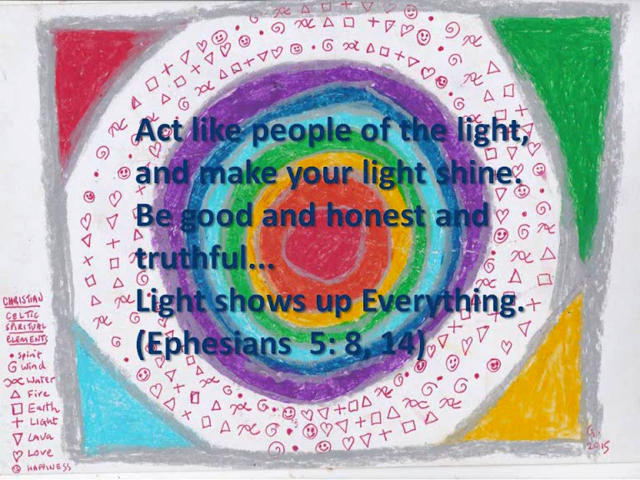 Act like people of the light,
and make your light shine.
Be good and honest and
truthful...
Light shows up Everything.
(Ephesians 5: 8, 14)
CHRISTIAN
CELTIC
SPIRITUAL
ELEMENTS
Spirit
Wind
Water
Fire
Earth
Light
Lava
Love
HAPPINESS
G.
2015